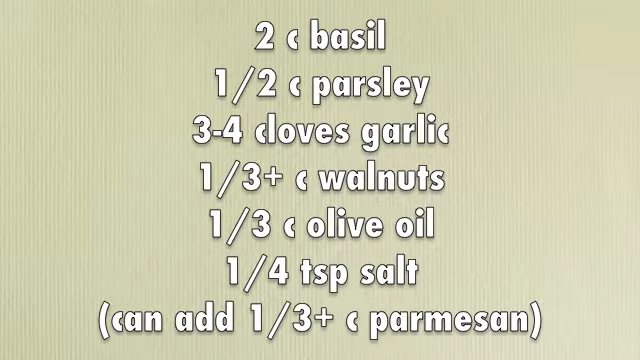 2 c basil
1/2 c parsley
3-4 cloves garlic
1/3+ c walnuts
1/3 c olive oil
1/4 tsp salt
(can add 1/3+ c parmesan)